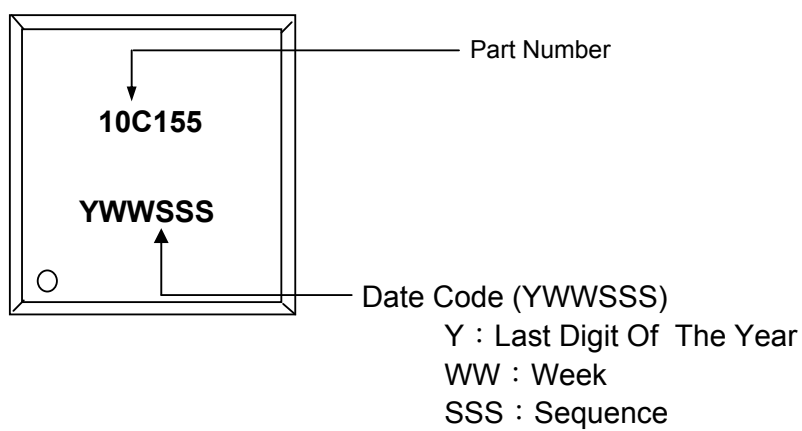 Part Number
10C155
YWWSSS
Date Code (YWWSSS)
Y：Last Digit Of The Year
WW：Week
SSS：Sequence